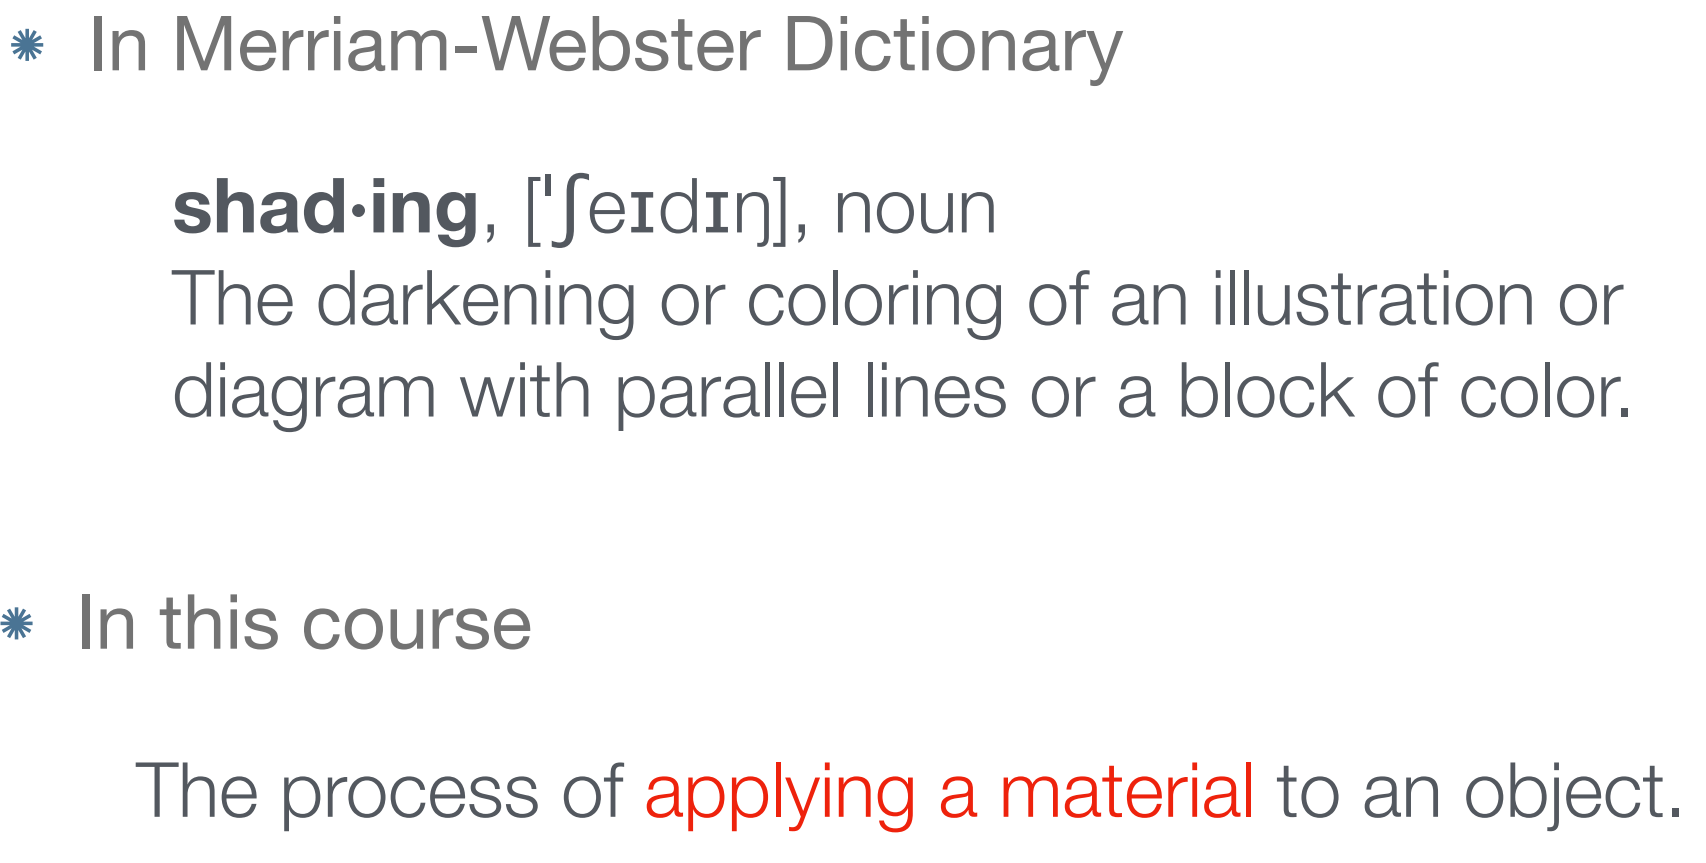 In Merriam-Webster Dictionary
shad·ing, [ˈʃeɪdɪŋ], noun
The darkening or coloring of an illustration or
diagram with parallel lines or a block of color.
In this course
The process of applying a material to an object.